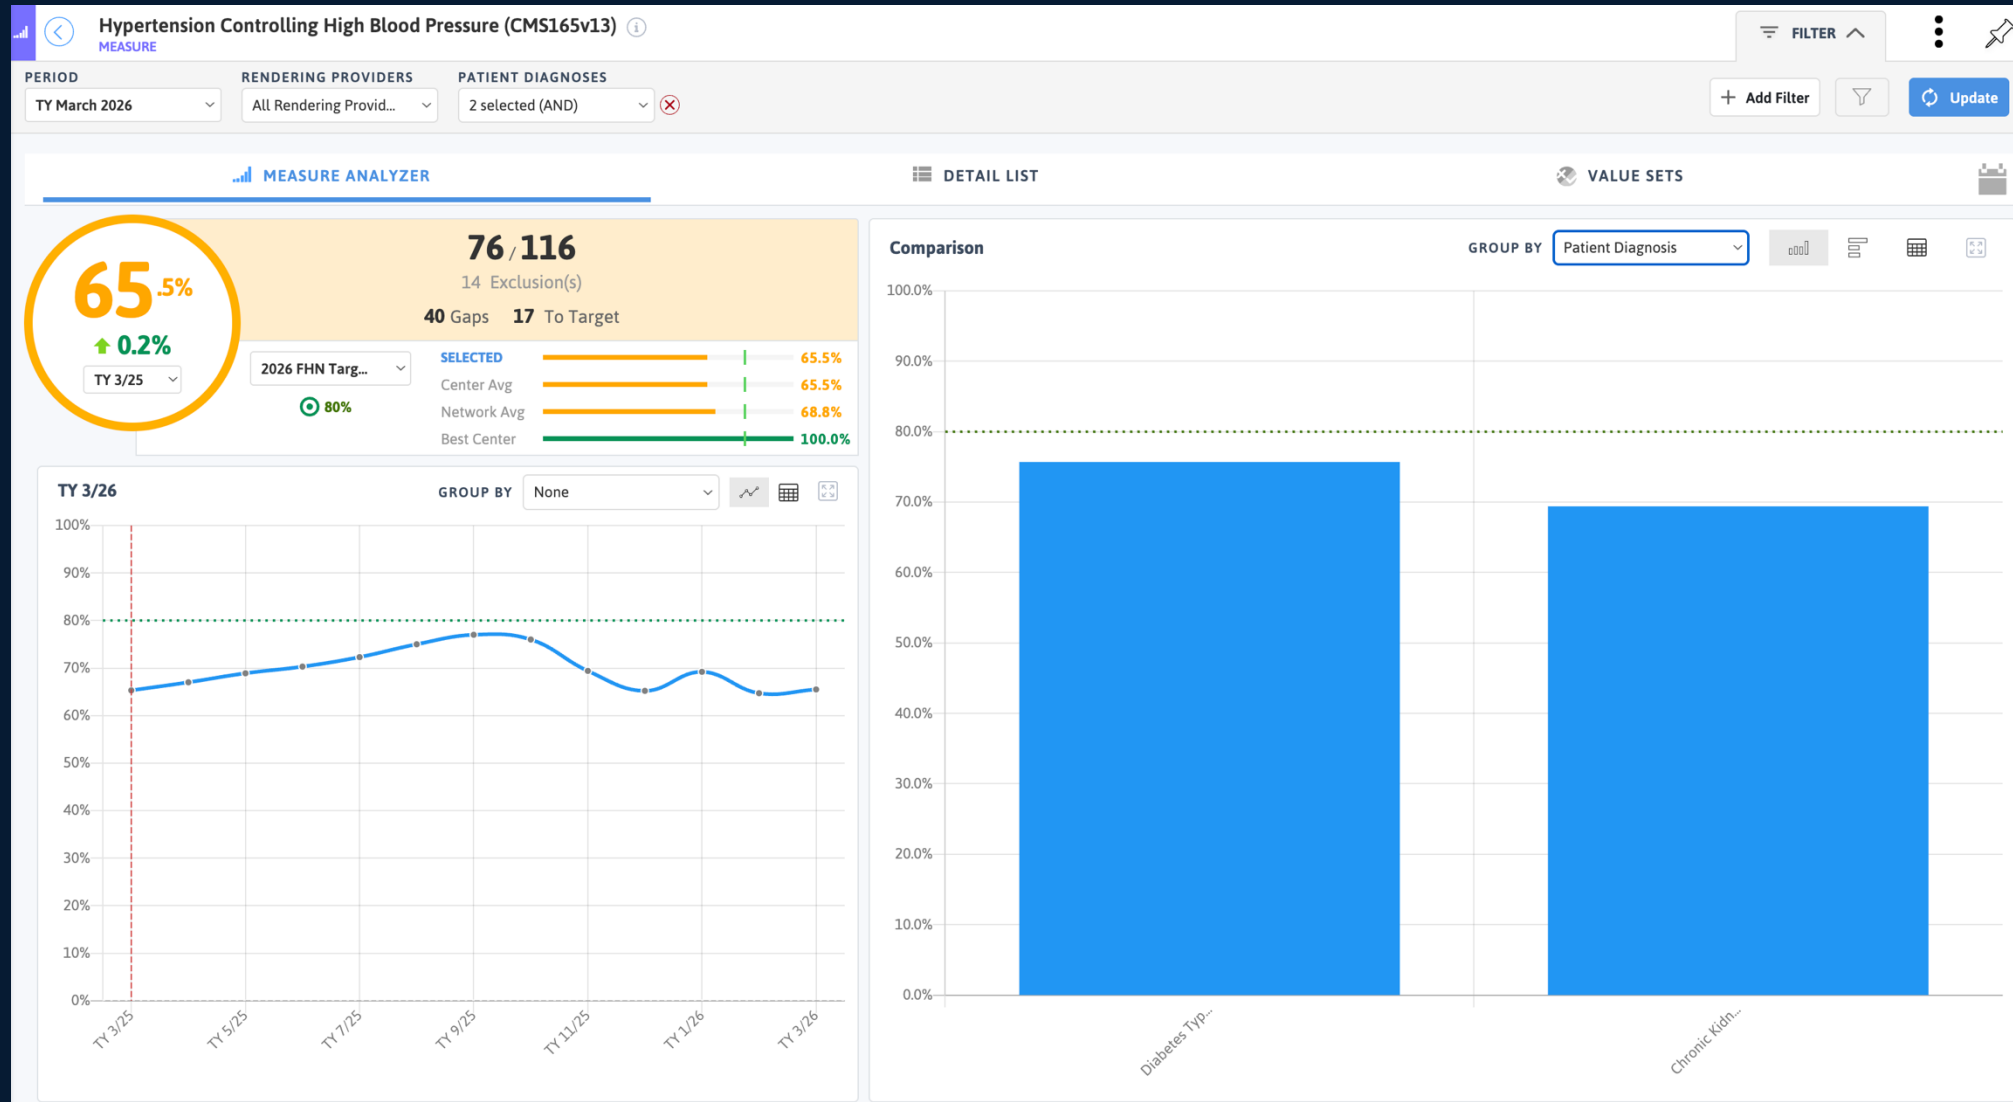 Hypertension Controlling High Blood Pressure (CMS165v13)
MEASURE
FILTER
PERIOD
RENDERING PROVIDERS
PATIENT DIAGNOSES
TY March 2026
All Rendering Provid...
2 selected (AND)
+ Add Filter
Update
MEASURE ANALYZER
DETAIL LIST
VALUE SETS
65.5%
0.2%
TY 3/25
76/116
14 Exclusion(s)
40 Gaps 17 To Target
2026 FHN Targ...
80%
SELECTED 65.5%
Center Avg 65.5%
Network Avg 68.8%
Best Center 100.0%
TY 3/26
GROUP BY None
100%
90%
80%
70%
60%
50%
40%
30%
20%
10%
0%
TY 3/25
TY 5/25
TY 7/25
TY 9/25
TY 11/25
TY 1/26
TY 3/26
Comparison
GROUP BY Patient Diagnosis
100.0%
90.0%
80.0%
70.0%
60.0%
50.0%
40.0%
30.0%
20.0%
10.0%
0.0%
Diabetes Typ...
Chronic Kidn...